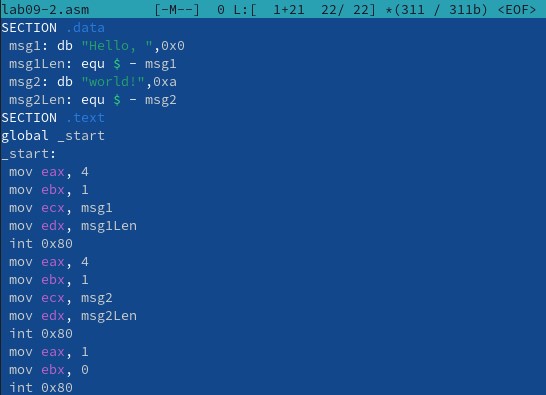 lab09-2.asm [-M--] 0 L:[ 1+21 22/ 22] *(311 / 311b) <EOF>
SECTION .data
msg1: db "Hello, ",0x0
msg1Len: equ $ - msg1
msg2: db "world!",0xa
msg2Len: equ $ - msg2
SECTION .text
global _start
_start:
mov eax, 4
mov ebx, 1
mov ecx, msg1
mov edx, msg1Len
int 0x80
mov eax, 4
mov ebx, 1
mov ecx, msg2
mov edx, msg2Len
int 0x80
mov eax, 1
mov ebx, 0
int 0x80